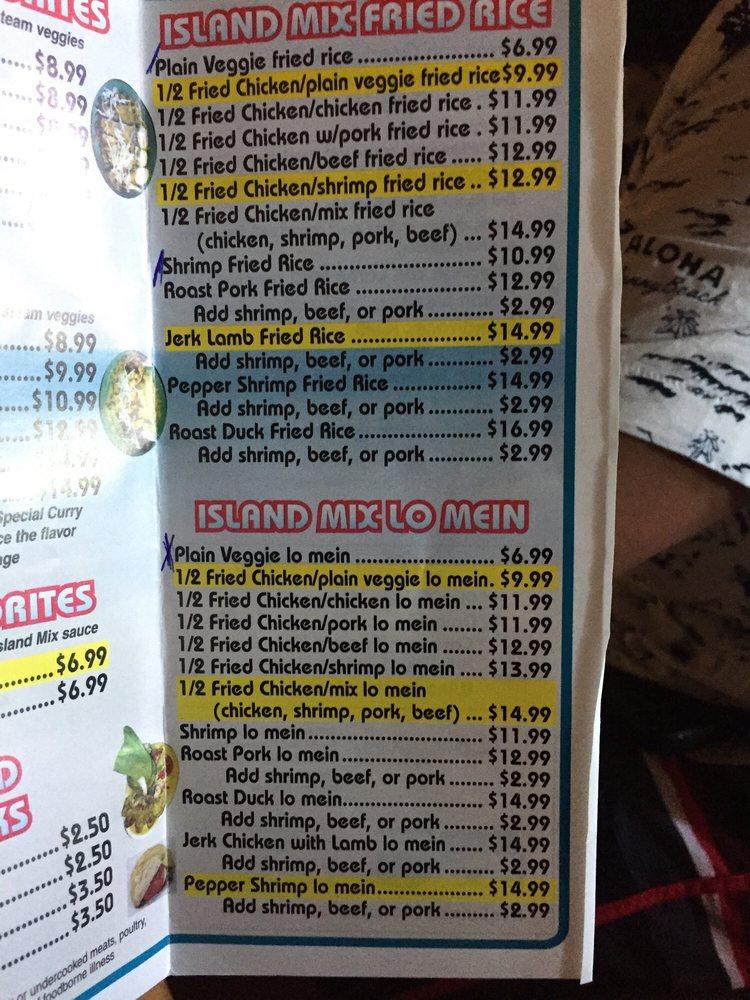 RITES
team veggies
..... $8.99
.... $8.99
ISLAND MIX FRIED RICE
Plain Veggie fried rice ...................... $6.99
1/2 Fried Chicken/plain veggie fried rice$9.99
1/2 Fried Chicken/chicken fried rice . $11.99
1/2 Fried Chicken w/pork fried rice . $11.99
1/2 Fried Chicken/beef fried rice ..... $12.99
1/2 Fried Chicken/shrimp fried rice .. $12.99
1/2 Fried Chicken/mix fried rice
(chicken, shrimp, pork, beef) ... $14.99
Shrimp Fried Rice ......................... $10.99
Roast Pork Fried Rice .................... $12.99
Add shrimp, beef, or pork ............ $2.99
Jerk Lamb Fried Rice ...................... $14.99
Add shrimp, beef, or pork ............ $2.99
Pepper Shrimp Fried Rice ............... $14.99
Add shrimp, beef, or pork ............ $2.99
Roast Duck Fried Rice..................... $16.99
Add shrimp, beef, or pork ............ $2.99
veggies
..... $8.99
...... $9.99
..... $10.99
Special Curry
ce the flavor
ge
RITES
sland Mix sauce
......... $6.99
......... $6.99
........... $2.50
........... $2.50
........... $3.50
........... $3.50
or undercooked meats, poultry,
foodborne illness
ISLAND MIX LO MEIN
Plain Veggie lo mein ...................... $6.99
1/2 Fried Chicken/plain veggie lo mein. $9.99
1/2 Fried Chicken/chicken lo mein ... $11.99
1/2 Fried Chicken/pork lo mein ....... $11.99
1/2 Fried Chicken/beef lo mein ....... $12.99
1/2 Fried Chicken/shrimp lo mein .... $13.99
1/2 Fried Chicken/mix lo mein
(chicken, shrimp, pork, beef) ... $14.99
Shrimp lo mein............................. $11.99
Roast Pork lo mein........................ $12.99
Add shrimp, beef, or pork ......... $2.99
Roast Duck lo mein........................ $14.99
Add shrimp, beef, or pork ......... $2.99
Jerk Chicken with Lamb lo mein ...... $14.99
Add shrimp, beef, or pork ......... $2.99
Pepper Shrimp lo mein.................. $14.99
Add shrimp, beef, or pork ......... $2.99
ALOHA
Beach